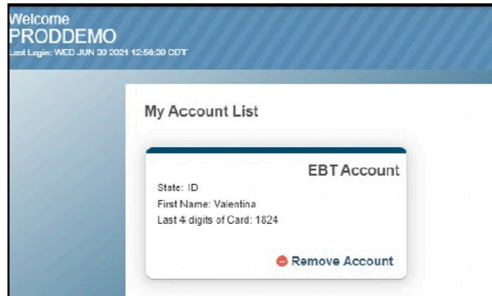 Welcome
PRODDEMO
Last Login: WED JUN 30 2021 12:56:30 CDT
My Account List
EBT Account
State: ID
First Name: Valentina
Last 4 digits of Card: 1824
Remove Account